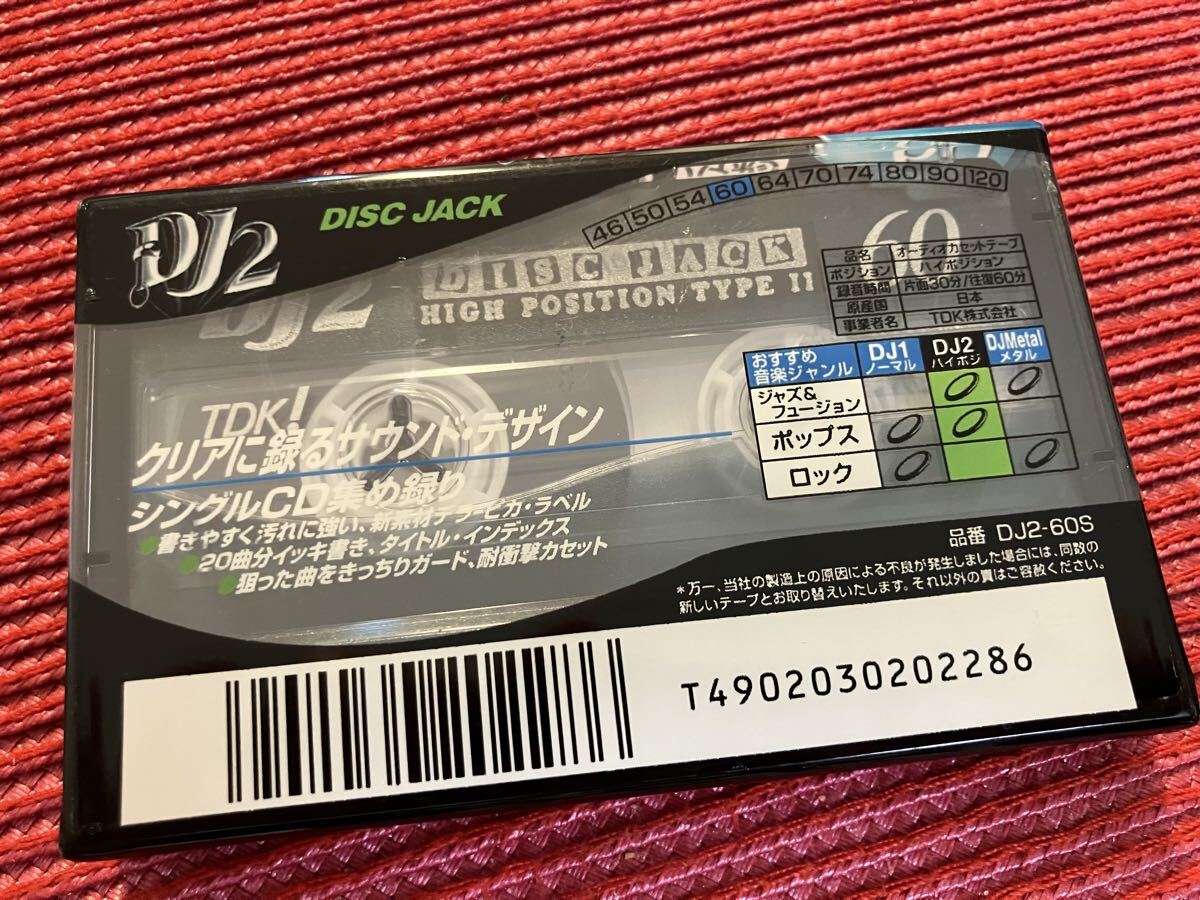 DJ2
DISC JACK
46 50 54 60 64 70 74 80 90 120
DJ2
DISC JACK
HIGH POSITION TYPE II
60
品名 オーディオカセットテープ
ポジション ハイポジション
録音時間 片面30分/往復60分
原産国 日本
事業者名 TDK株式会社
おすすめ音楽ジャンル DJ1ノーマル DJ2ハイポジ DJMetalメタル
ジャズ&フュージョン
ポップス
ロック
TDK!
クリアに録るサウンド・デザイン
シングルCD集め録り
書きやすく汚れに強い、新素材テラ・ピカ・ラベル
20曲分イッキ書き、タイトル・インデックス
狙った曲をきっちりガード、耐衝撃カセット
品番 DJ2-60S
*万一、当社の製造上の原因による不良が発生しました場合には、同数の
新しいテープとお取り替えいたします。それ以外の責はご容赦ください。
T4902030202286